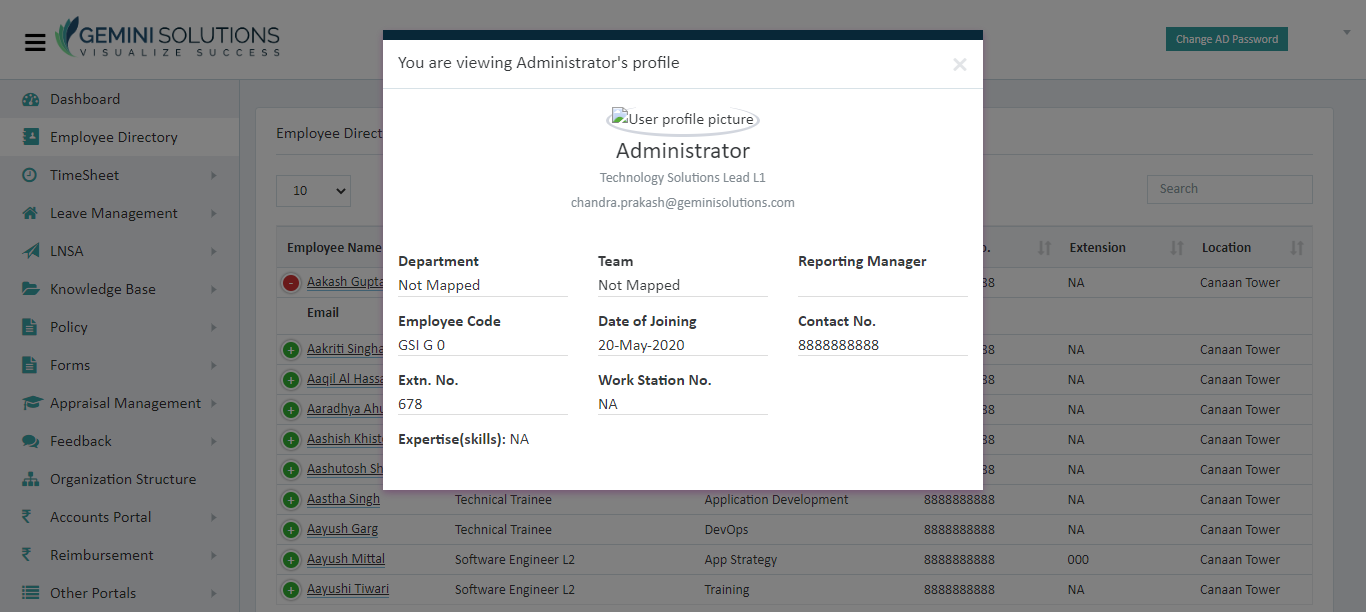 GEMINI SOLUTIONS
VISUALIZE SUCCESS
Change AD Password
Dashboard
Employee Directory
TimeSheet
Leave Management
LNSA
Knowledge Base
Policy
Forms
Appraisal Management
Feedback
Organization Structure
Accounts Portal
Reimbursement
Other Portals
You are viewing Administrator's profile
×
User profile picture
Administrator
Technology Solutions Lead L1
chandra.prakash@geminisolutions.com
Department Team Reporting Manager
Not Mapped Not Mapped
Employee Code Date of Joining Contact No.
GSI G 0 20-May-2020 8888888888
Extn. No. Work Station No.
678 NA
Expertise(skills): NA
Employee Direct
10 Search
Employee Name o. Extension Location
Aakash Gupta 88 NA Canaan Tower
Email
Aakriti Singha 88 NA Canaan Tower
Aaqil Al Hassa 88 NA Canaan Tower
Aaradhya Ahu 88 NA Canaan Tower
Aashish Khist 88 NA Canaan Tower
Aashutosh Sh 88 NA Canaan Tower
Aastha Singh Technical Trainee Application Development 8888888888 NA Canaan Tower
Aayush Garg Technical Trainee DevOps 8888888888 NA Canaan Tower
Aayush Mittal Software Engineer L2 App Strategy 8888888888 000 Canaan Tower
Aayushi Tiwari Software Engineer L2 Training 8888888888 NA Canaan Tower